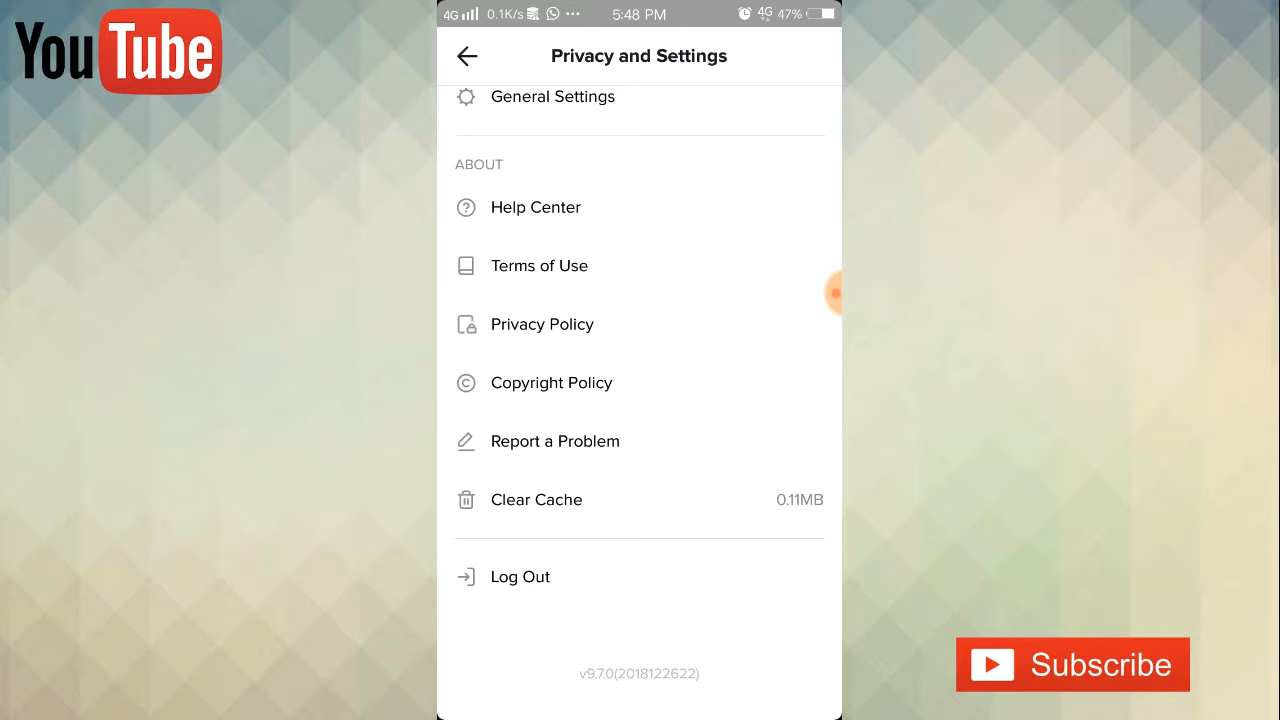 YouTube
4G 0.1K/s ... 5:48 PM 4G 47%
Privacy and Settings
General Settings
ABOUT
Help Center
Terms of Use
Privacy Policy
Copyright Policy
Report a Problem
Clear Cache 0.11MB
Log Out
v9.7.0(2018122622)
Subscribe